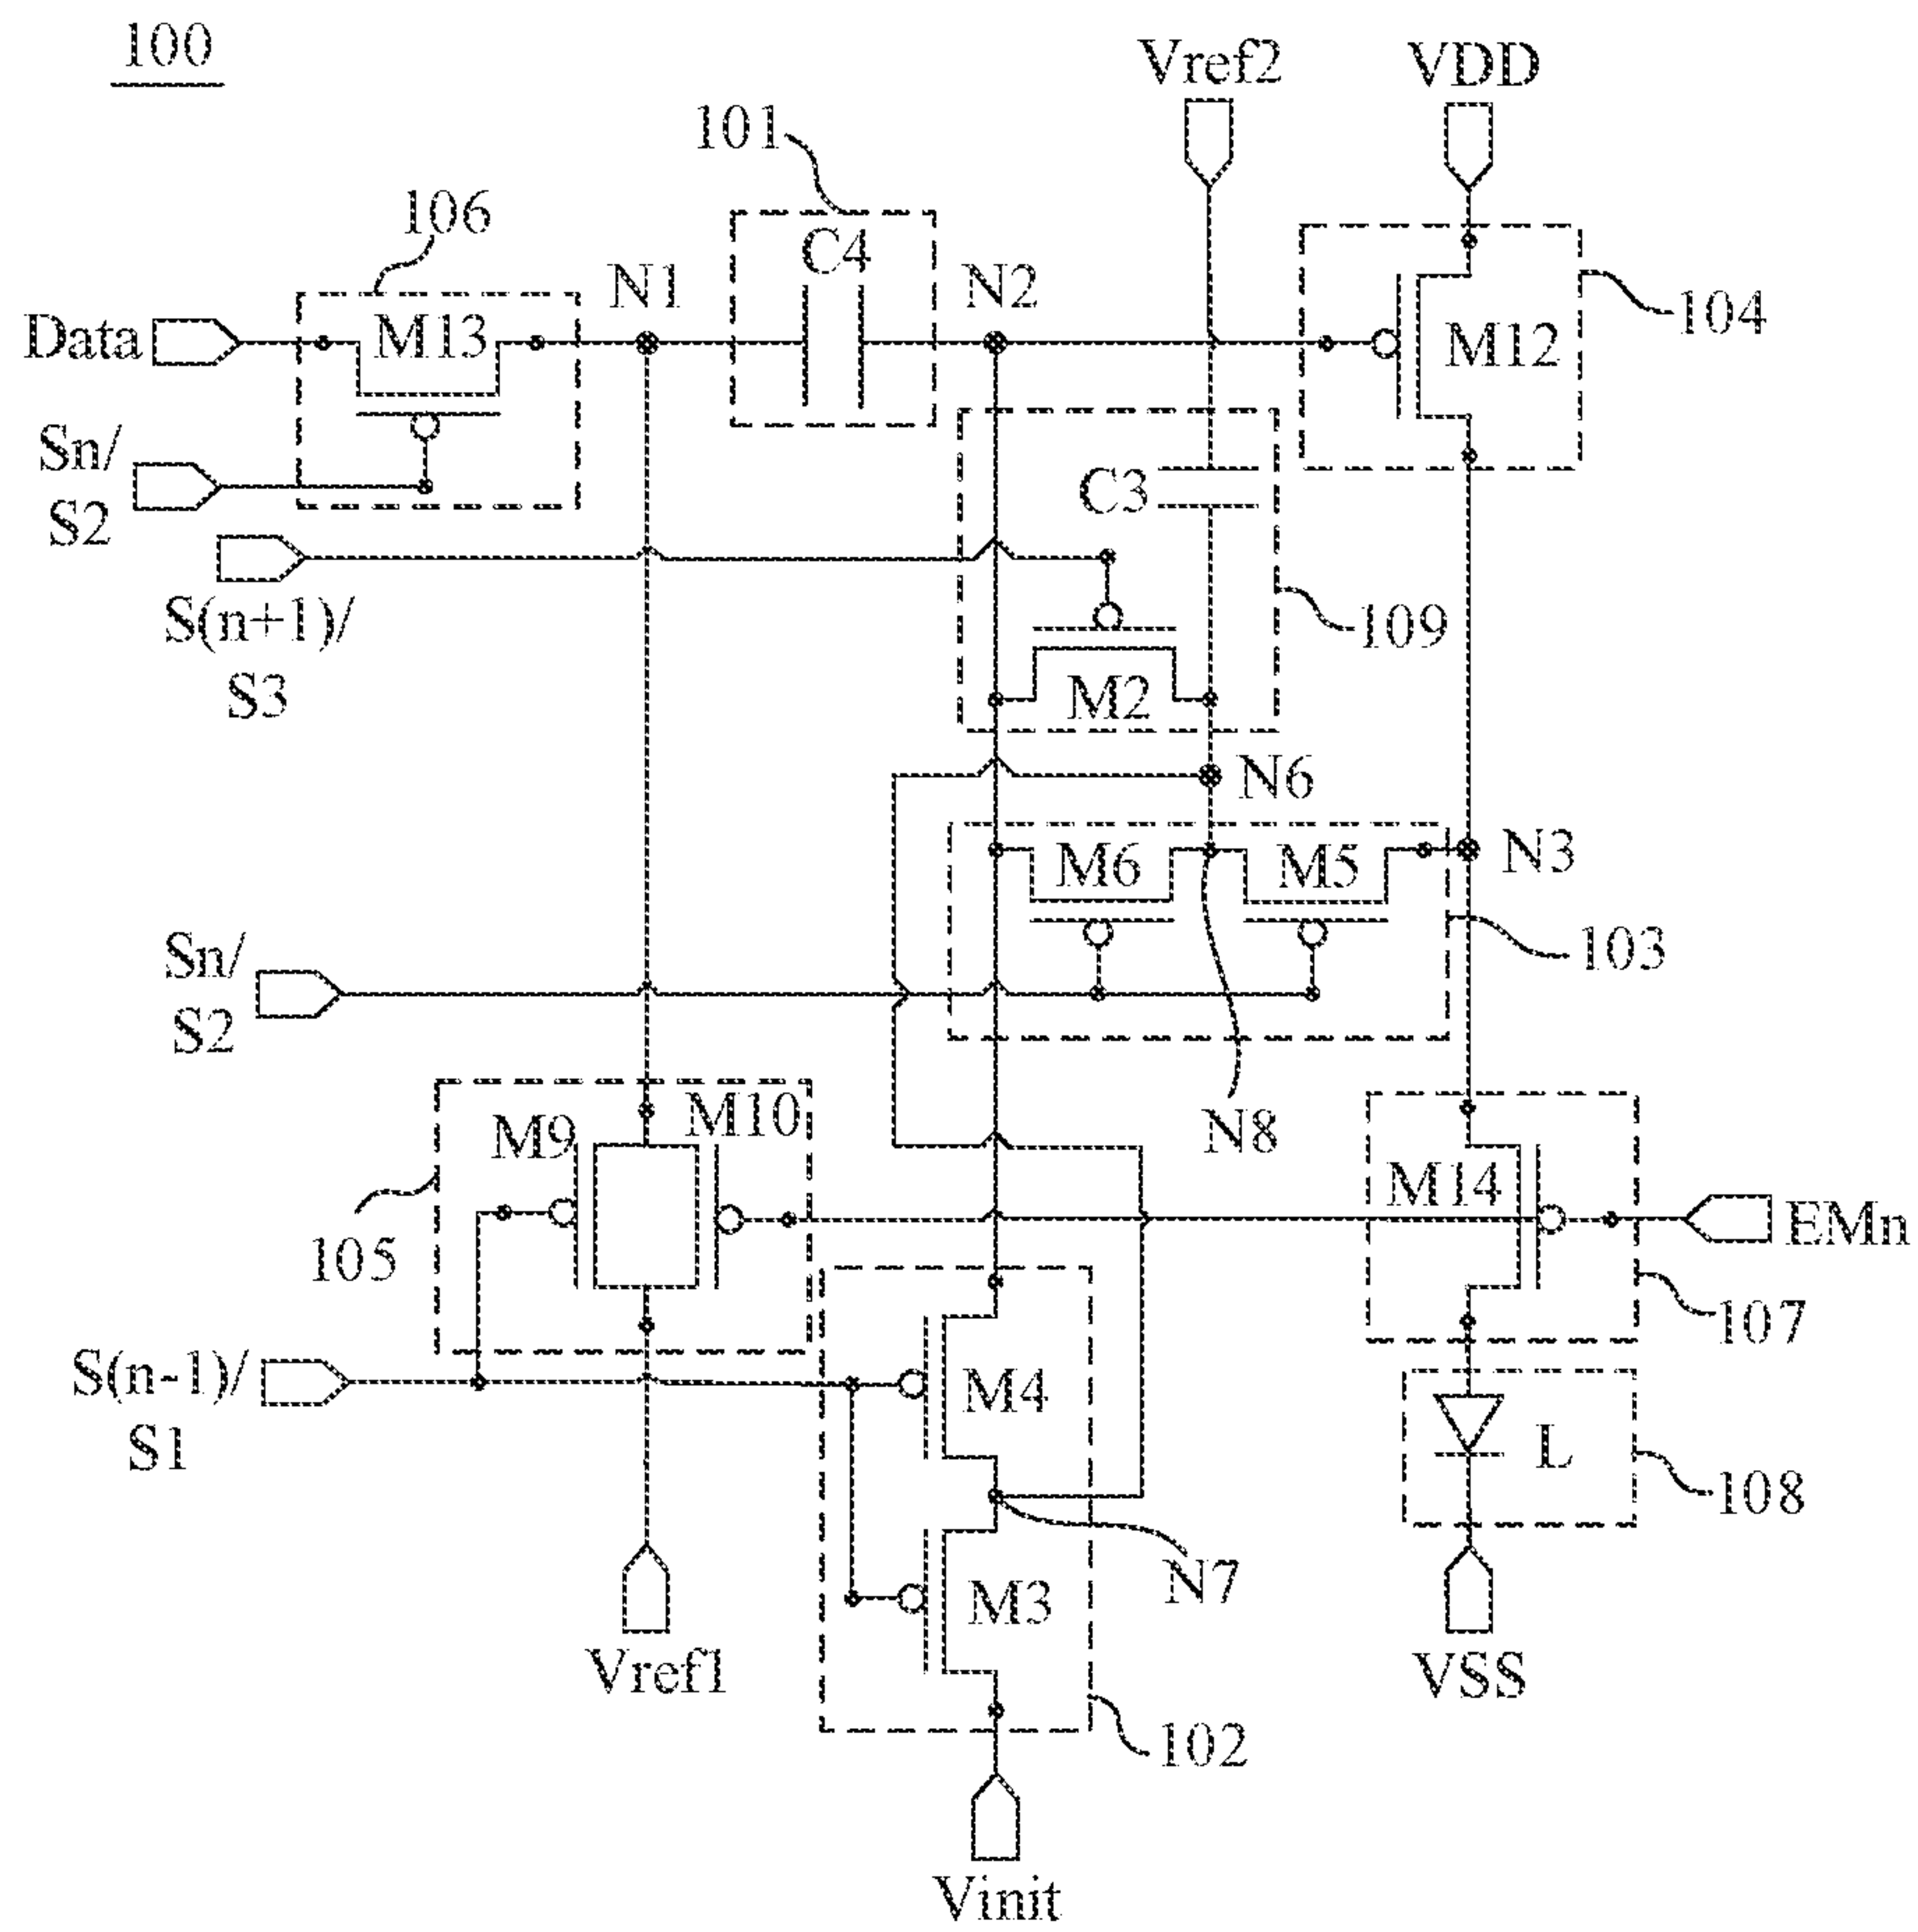 100
Vref2
VDD
101
106
C4
N1
N2
104
Data
M13
M12
Sn/
S2
C3
S(n+1)/
S3
109
M2
N6
M6
M5
N3
Sn/
S2
103
M9
M10
N8
M14
EMn
105
107
S(n-1)/
S1
M4
L
108
N7
M3
Vref1
VSS
102
Vinit